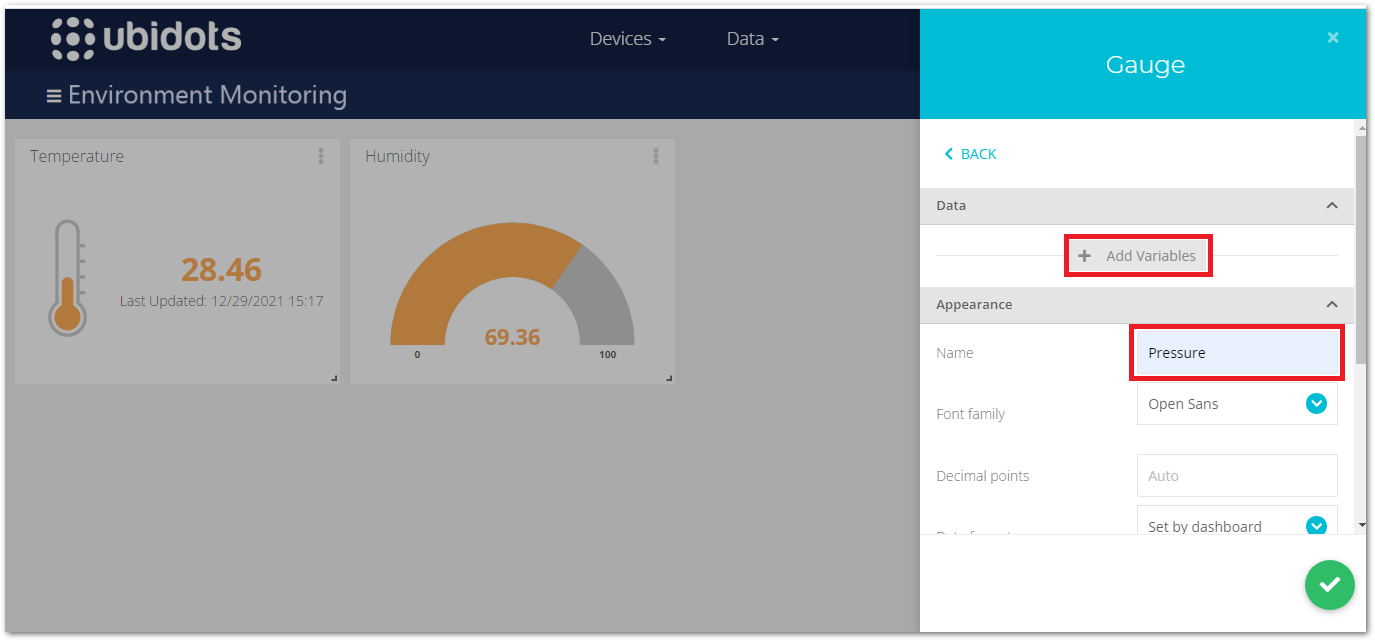 ubidots
Devices
Data
Environment Monitoring
Temperature
28.46
Last Updated: 12/29/2021 15:17
Humidity
69.36
0
100
Gauge
×
BACK
Data
+ Add Variables
Appearance
Name
Pressure
Font family
Open Sans
Decimal points
Auto
Set by dashboard